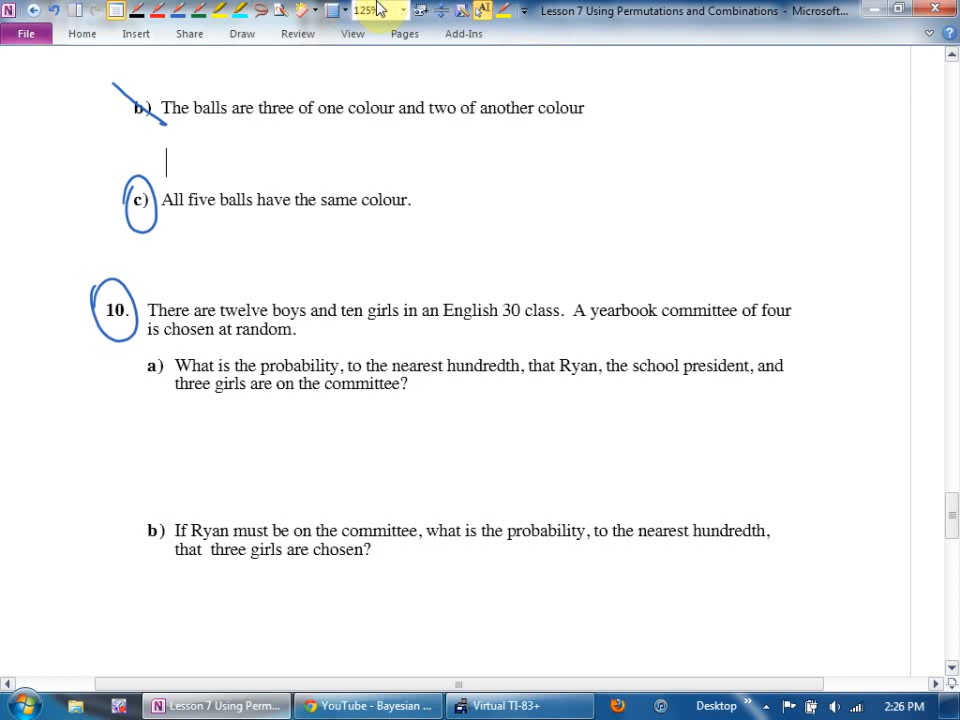 125%
Lesson 7 Using Permutations and Combinations - Microsoft...
File Home Insert Share Draw Review View Pages Add-Ins
b) The balls are three of one colour and two of another colour
c) All five balls have the same colour.
10. There are twelve boys and ten girls in an English 30 class. A yearbook committee of four
is chosen at random.
a) What is the probability, to the nearest hundredth, that Ryan, the school president, and
three girls are on the committee?
b) If Ryan must be on the committee, what is the probability, to the nearest hundredth,
that three girls are chosen?
Lesson 7 Using Perm... YouTube - Bayesian ... Virtual TI-83+ Desktop » 2:26 PM